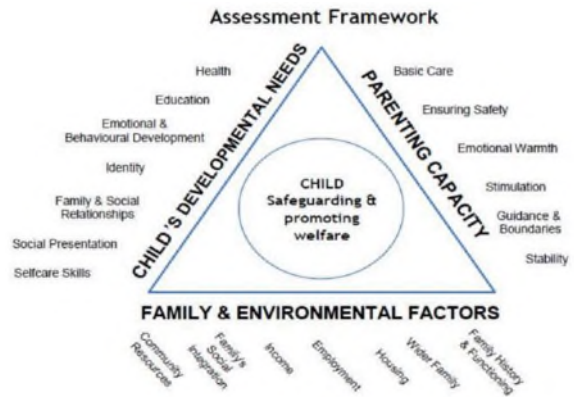 Assessment Framework
Health
Education
Emotional &
Behavioural Development
Identity
Family & Social
Relationships
Social Presentation
Selfcare Skills
CHILD'S DEVELOPMENTAL NEEDS
CHILD
Safeguarding &
promoting
welfare
PARENTING CAPACITY
Basic Care
Ensuring Safety
Emotional Warmth
Stimulation
Guidance &
Boundaries
Stability
FAMILY & ENVIRONMENTAL FACTORS
Community
Resources
Family's
Social
Integration
Income
Employment
Housing
Wider Family
Family History
& Functioning